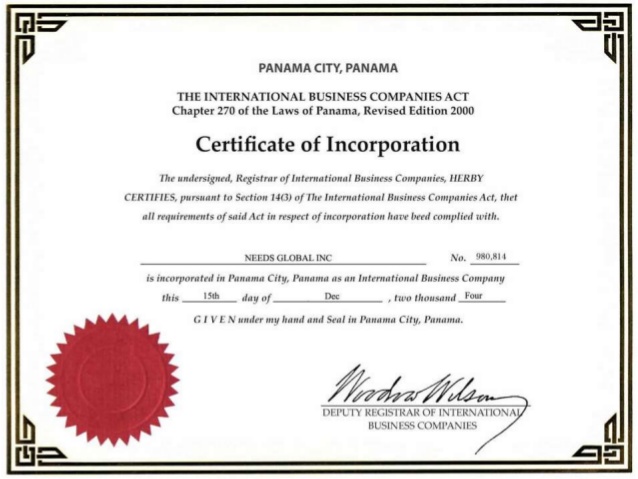 PANAMA CITY, PANAMA
THE INTERNATIONAL BUSINESS COMPANIES ACT
Chapter 270 of the Laws of Panama, Revised Edition 2000
Certificate of Incorporation
The undersigned, Registrar of International Business Companies, HERBY
CERTIFIES, pursuant to Section 14(3) of The International Business Companies Act, thet
all requirements of said Act in respect of incorporation have beed complied with.
NEEDS GLOBAL INC No. 980,814
is incorporated in Panama City, Panama as an International Business Company
this 15th day of Dec , two thousand Four
G I V E N under my hand and Seal in Panama City, Panama.
Woodrow Wilson
DEPUTY REGISTRAR OF INTERNATIONAL
BUSINESS COMPANIES